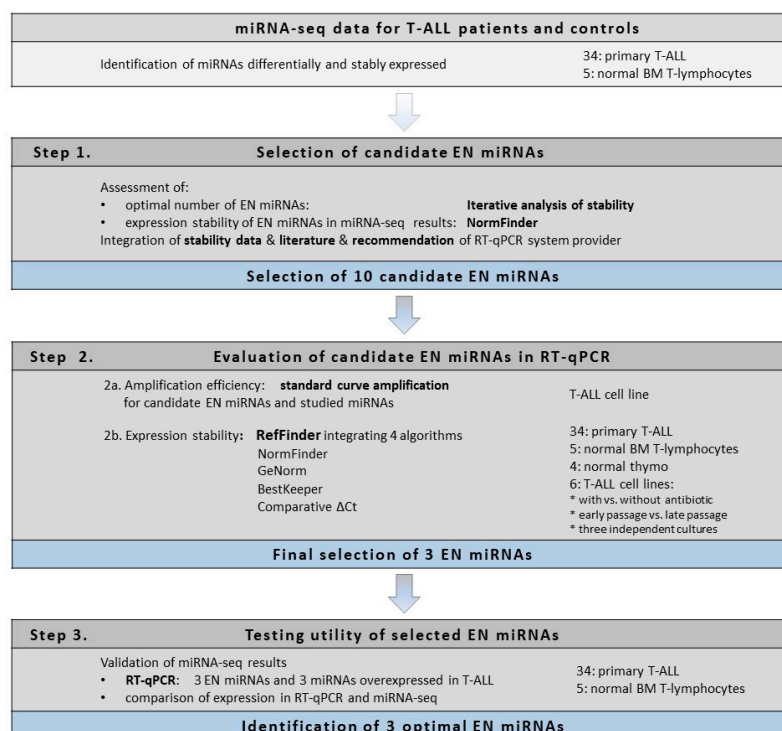 miRNA-seq data for T-ALL patients and controls
Identification of miRNAs differentially and stably expressed
34: primary T-ALL
5: normal BM T-lymphocytes
Step 1. Selection of candidate EN miRNAs
Assessment of:
• optimal number of EN miRNAs: Iterative analysis of stability
• expression stability of EN miRNAs in miRNA-seq results: NormFinder
Integration of stability data & literature & recommendation of RT-qPCR system provider
Selection of 10 candidate EN miRNAs
Step 2. Evaluation of candidate EN miRNAs in RT-qPCR
2a. Amplification efficiency: standard curve amplification
for candidate EN miRNAs and studied miRNAs
T-ALL cell line
2b. Expression stability: RefFinder integrating 4 algorithms
NormFinder
GeNorm
BestKeeper
Comparative ΔCt
34: primary T-ALL
5: normal BM T-lymphocytes
4: normal thymo
6: T-ALL cell lines:
* with vs. without antibiotic
* early passage vs. late passage
* three independent cultures
Final selection of 3 EN miRNAs
Step 3. Testing utility of selected EN miRNAs
Validation of miRNA-seq results
• RT-qPCR: 3 EN miRNAs and 3 miRNAs overexpressed in T-ALL
• comparison of expression in RT-qPCR and miRNA-seq
34: primary T-ALL
5: normal BM T-lymphocytes
Identification of 3 optimal EN miRNAs